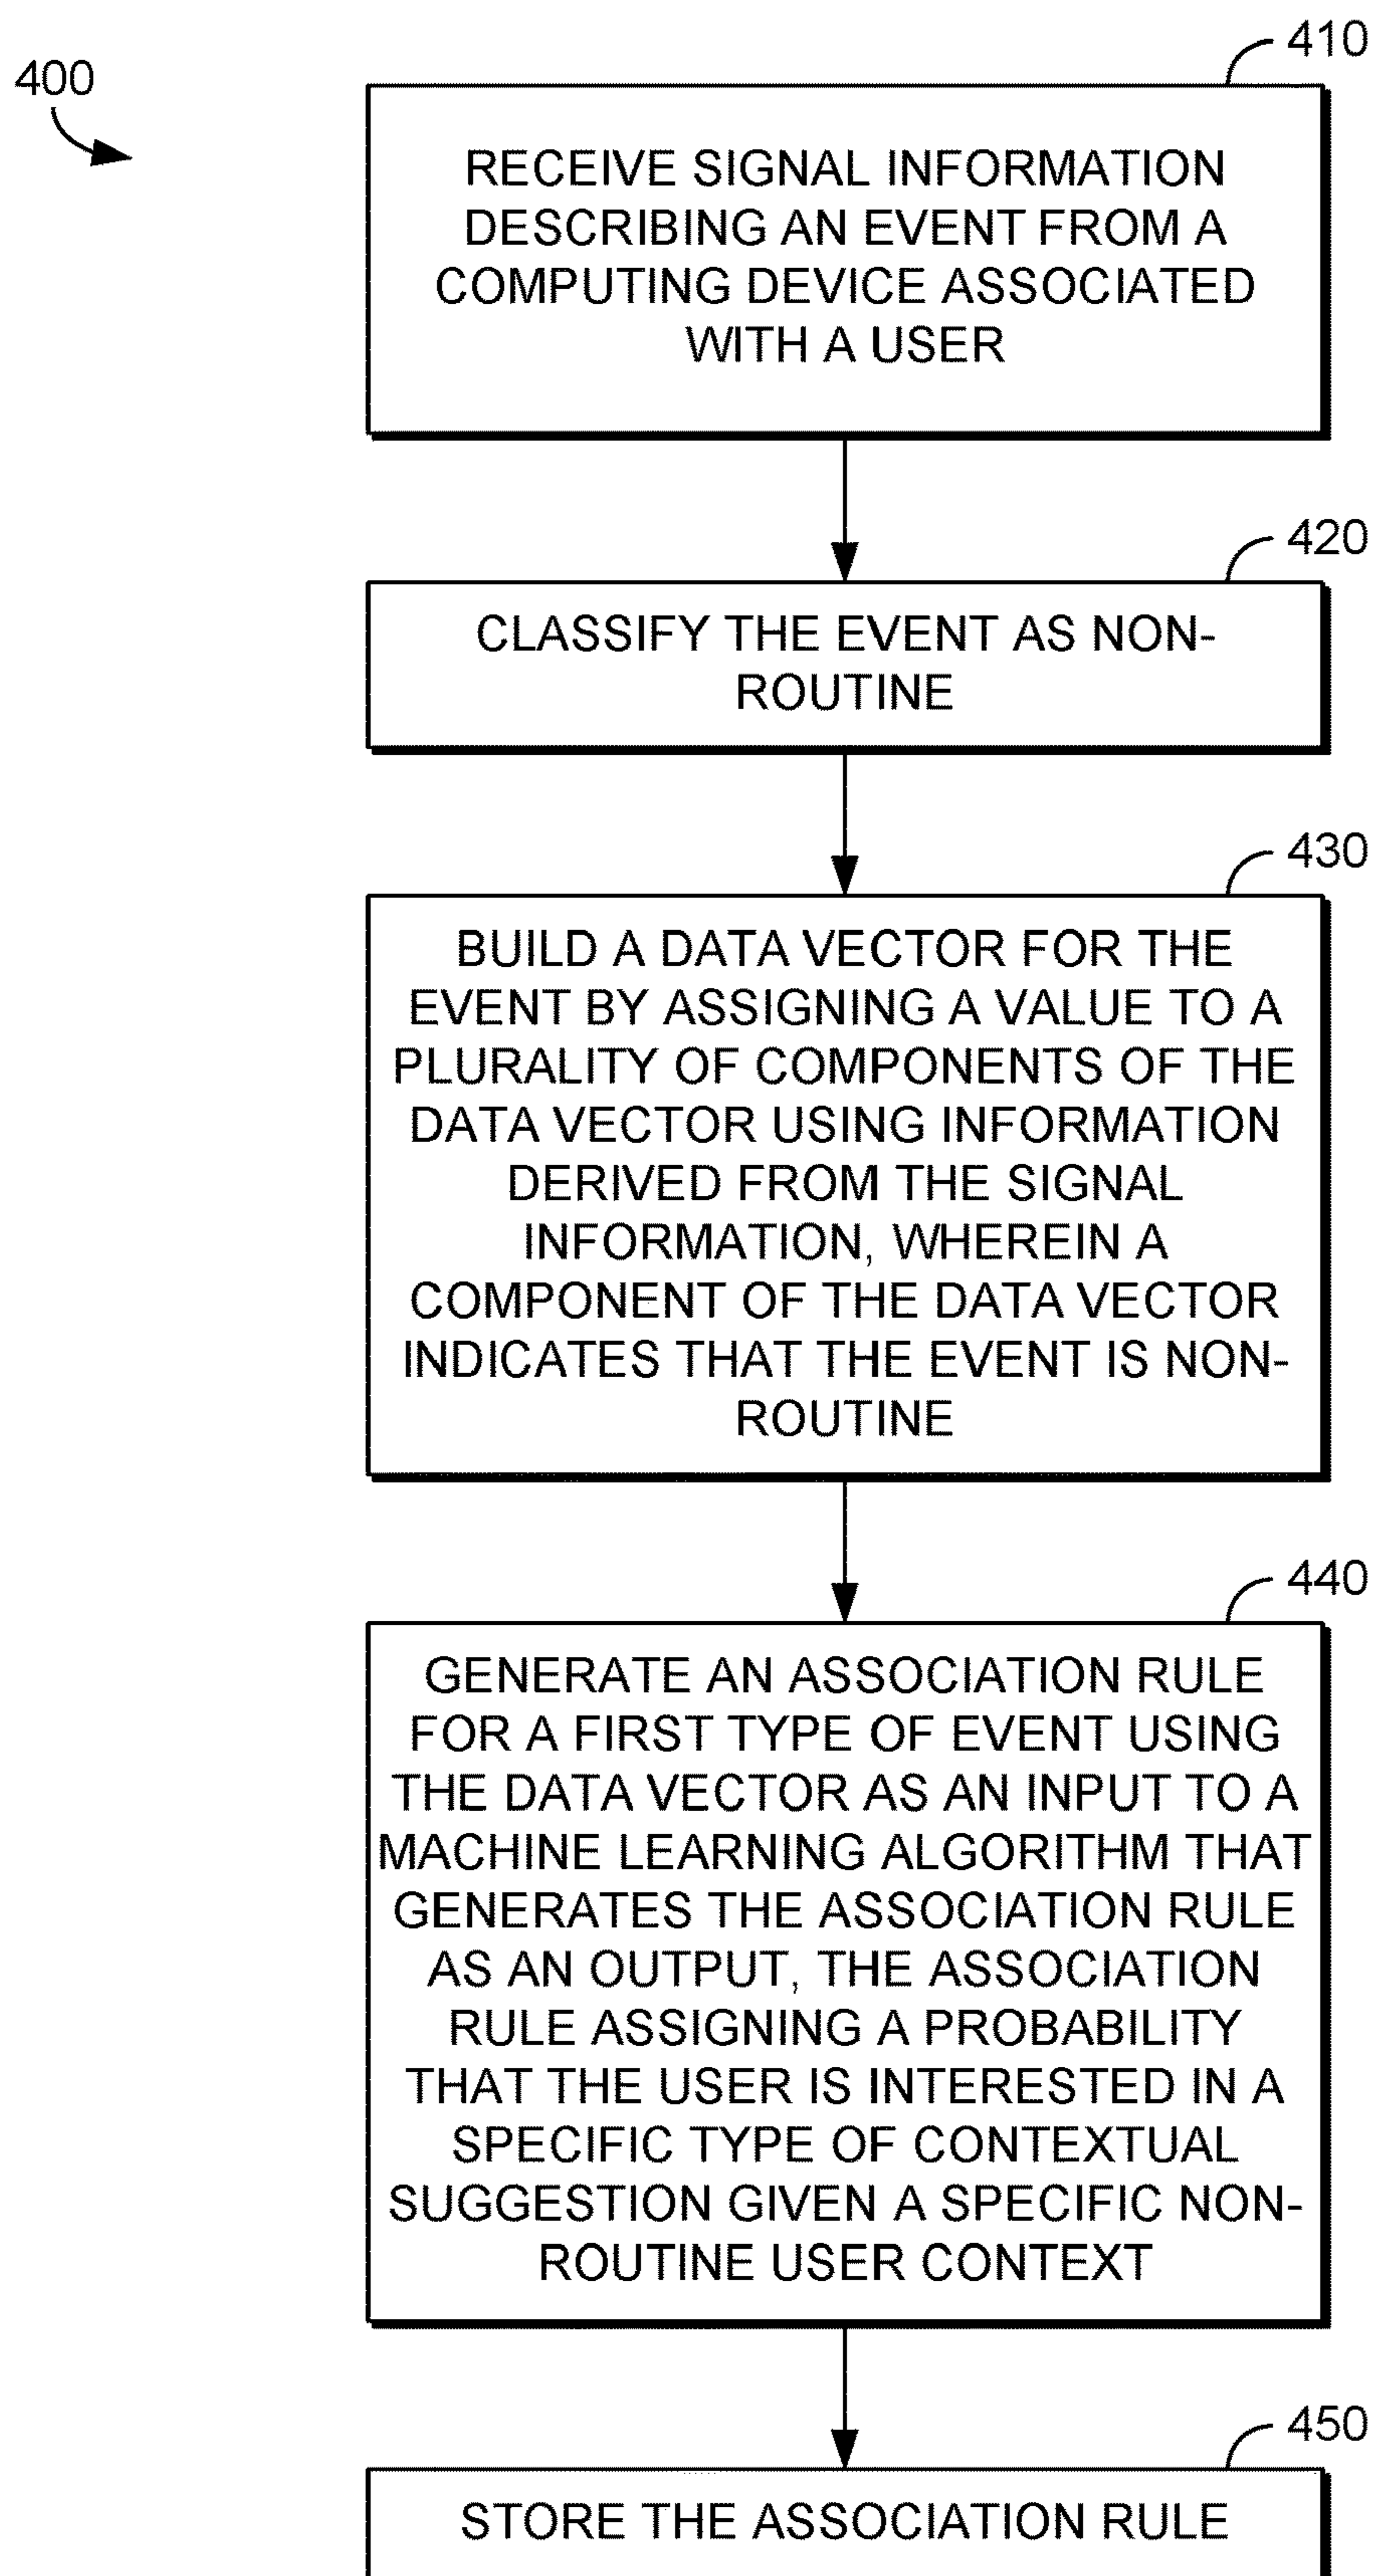 400
410
RECEIVE SIGNAL INFORMATION
DESCRIBING AN EVENT FROM A
COMPUTING DEVICE ASSOCIATED
WITH A USER
420
CLASSIFY THE EVENT AS NON-
ROUTINE
430
BUILD A DATA VECTOR FOR THE
EVENT BY ASSIGNING A VALUE TO A
PLURALITY OF COMPONENTS OF THE
DATA VECTOR USING INFORMATION
DERIVED FROM THE SIGNAL
INFORMATION, WHEREIN A
COMPONENT OF THE DATA VECTOR
INDICATES THAT THE EVENT IS NON-
ROUTINE
440
GENERATE AN ASSOCIATION RULE
FOR A FIRST TYPE OF EVENT USING
THE DATA VECTOR AS AN INPUT TO A
MACHINE LEARNING ALGORITHM THAT
GENERATES THE ASSOCIATION RULE
AS AN OUTPUT, THE ASSOCIATION
RULE ASSIGNING A PROBABILITY
THAT THE USER IS INTERESTED IN A
SPECIFIC TYPE OF CONTEXTUAL
SUGGESTION GIVEN A SPECIFIC NON-
ROUTINE USER CONTEXT
450
STORE THE ASSOCIATION RULE